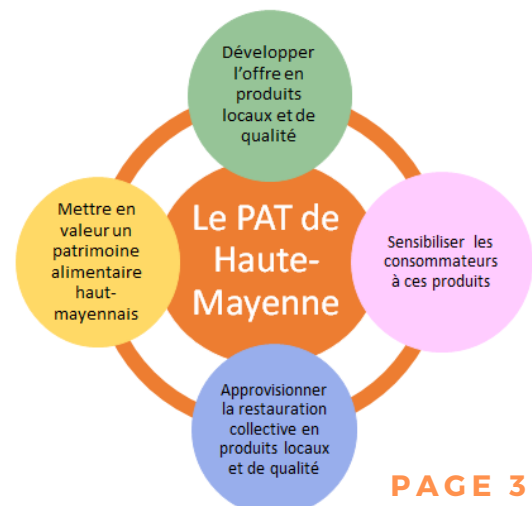 Développer
l'offre en
produits
locaux et de
qualité
Mettre en
valeur un
patrimoine
alimentaire
haut-
mayennais
Le PAT de
Haute-
Mayenne
Sensibiliser les
consommateurs
à ces produits
Approvisionner
la restauration
collective en
produits locaux
et de qualité
PAGE 3